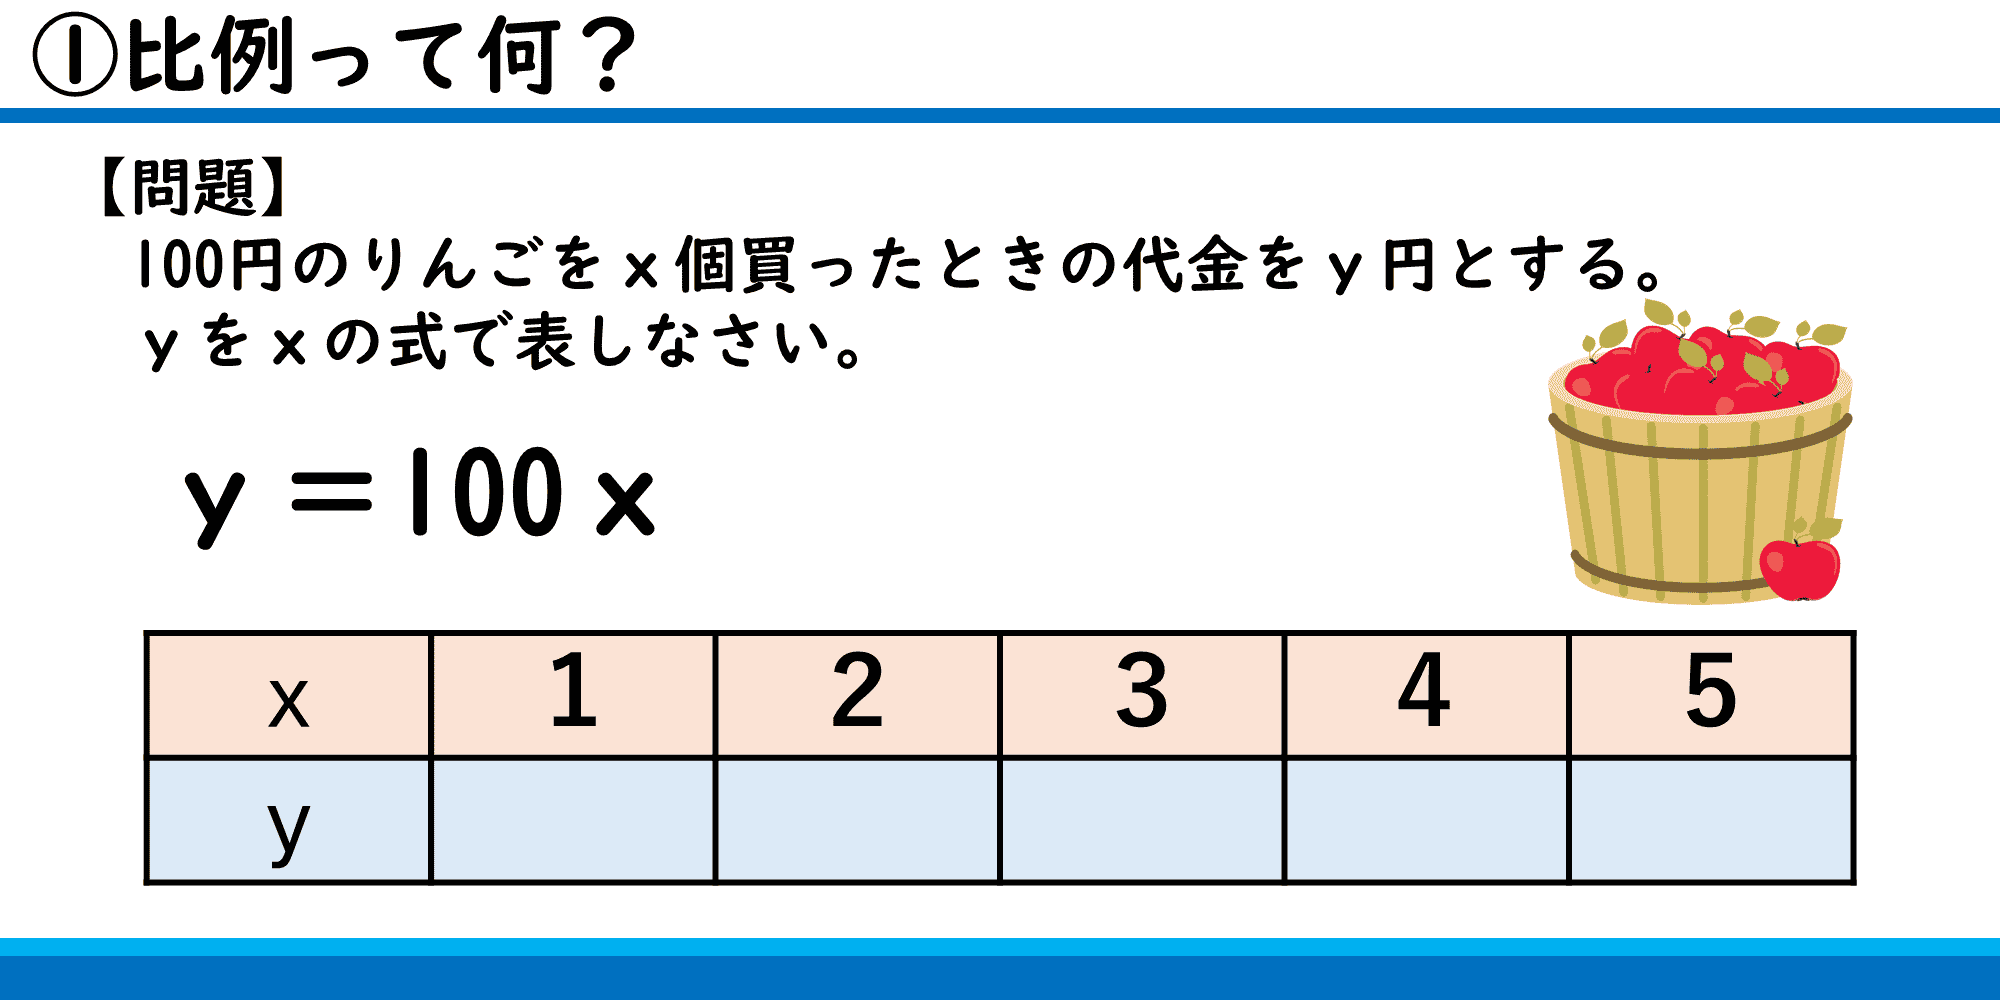 ①比例って何？
【問題】
100円のりんごをx個買ったときの代金をy円とする。
yをxの式で表しなさい。
y＝100x
x 1 2 3 4 5
y